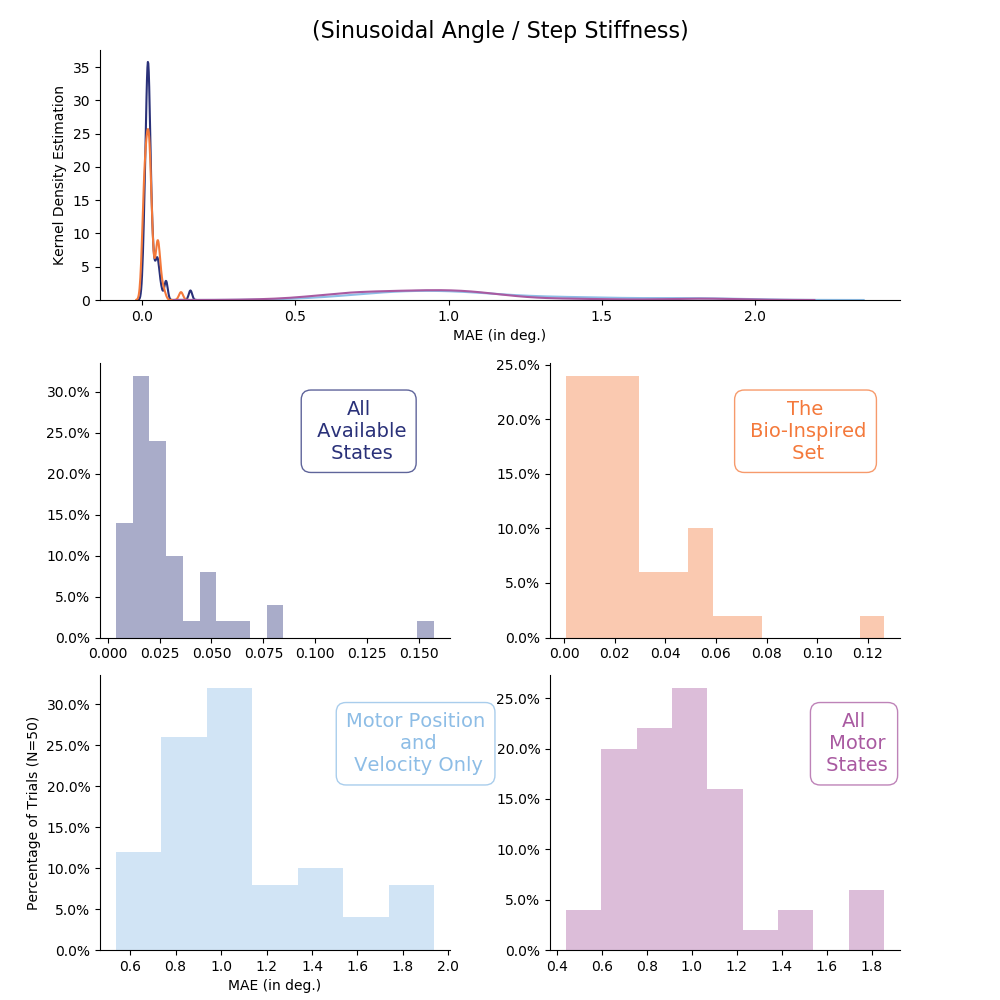 (Sinusoidal Angle / Step Stiffness)
Kernel Density Estimation
35
30
25
20
15
10
5
0
0.0 0.5 1.0 1.5 2.0
MAE (in deg.)
30.0%
25.0%
20.0%
15.0%
10.0%
5.0%
0.0%
0.000 0.025 0.050 0.075 0.100 0.125 0.150
All
Available
States
25.0%
20.0%
15.0%
10.0%
5.0%
0.0%
0.00 0.02 0.04 0.06 0.08 0.10 0.12
The
Bio-Inspired
Set
Percentage of Trials (N=50)
30.0%
25.0%
20.0%
15.0%
10.0%
5.0%
0.0%
0.6 0.8 1.0 1.2 1.4 1.6 1.8 2.0
MAE (in deg.)
Motor Position
and
Velocity Only
25.0%
20.0%
15.0%
10.0%
5.0%
0.0%
0.4 0.6 0.8 1.0 1.2 1.4 1.6 1.8
All
Motor
States